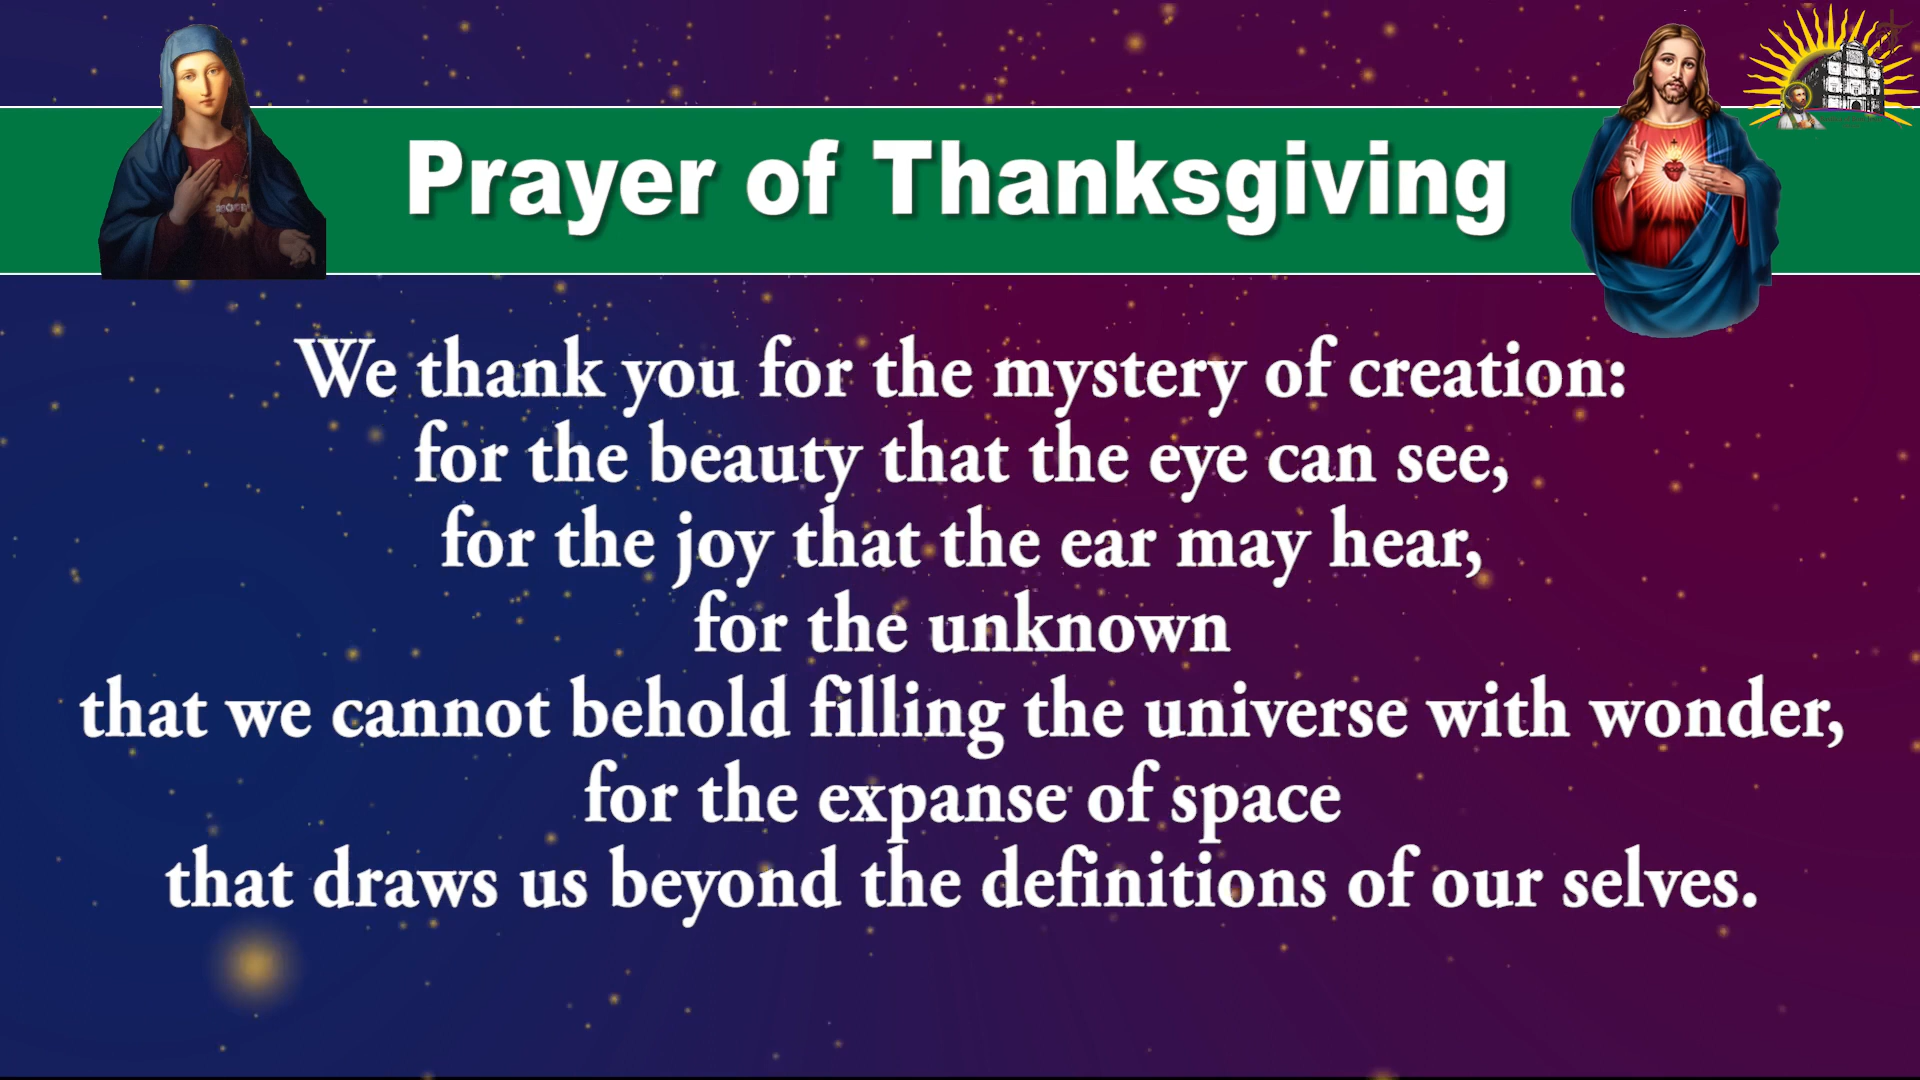 Prayer of Thanksgiving
We thank you for the mystery of creation:
for the beauty that the eye can see,
for the joy that the ear may hear,
for the unknown
that we cannot behold filling the universe with wonder,
for the expanse of space
that draws us beyond the definitions of our selves.